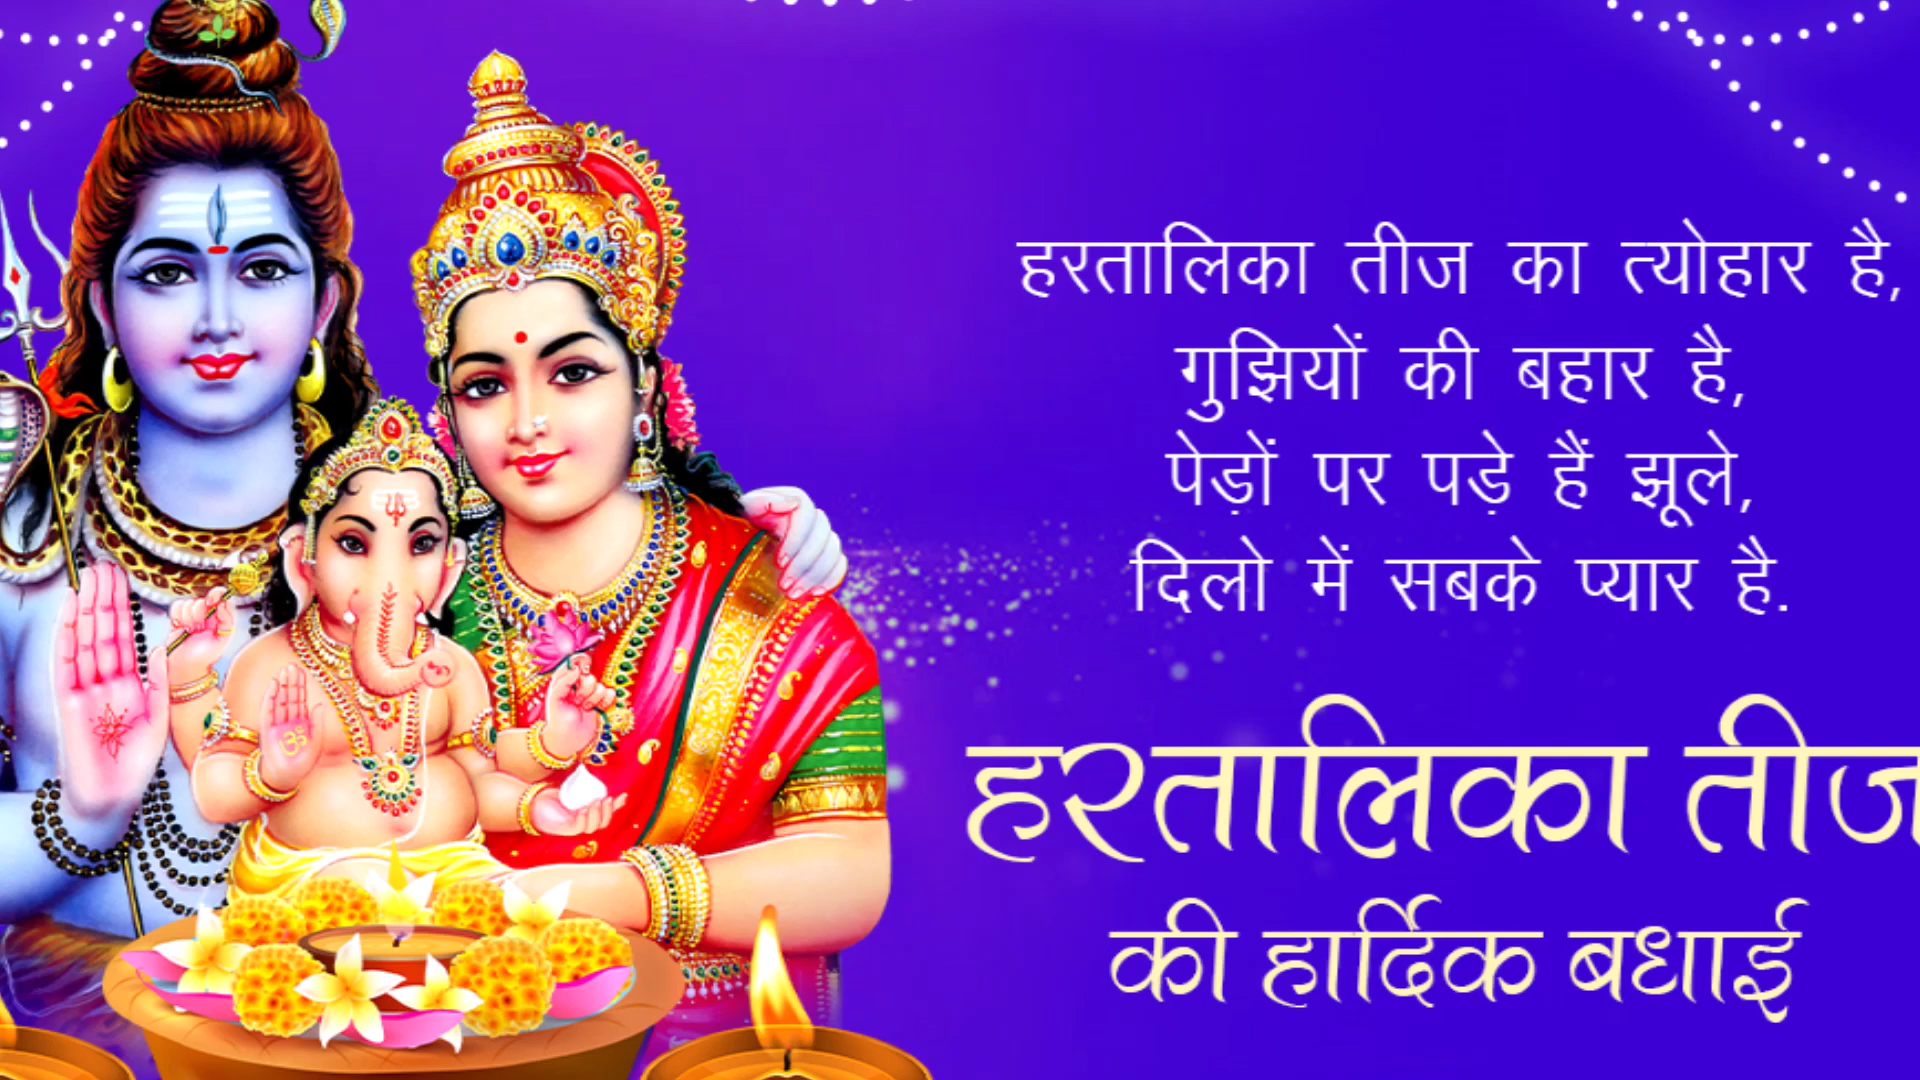 हरतालिका तीज का त्योहार है,
गुझियों की बहार है,
पेड़ों पर पड़े हैं झूले,
दिलो में सबके प्यार है.
हरतालिका तीज
की हार्दिक बधाई